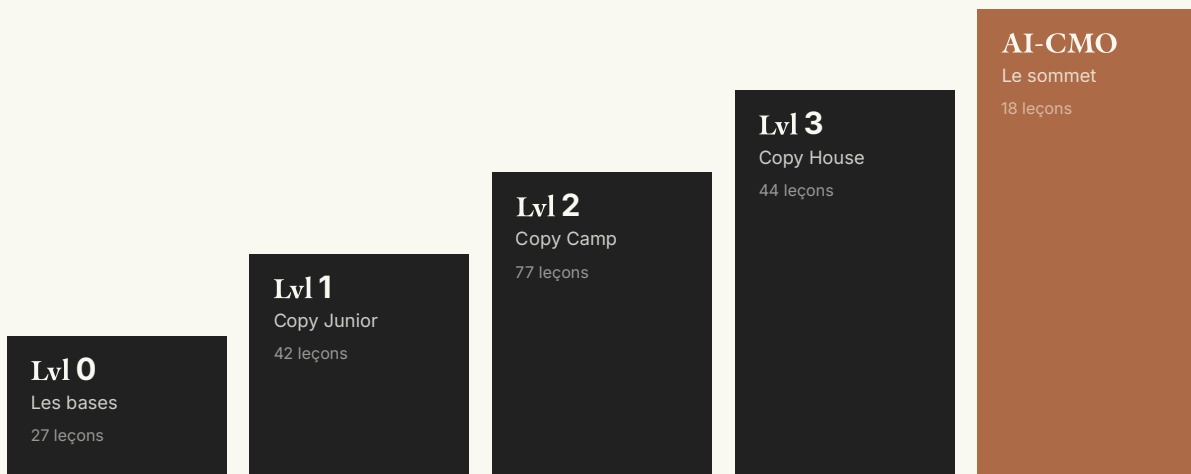 Lvl 0
Les bases
27 leçons
Lvl 1
Copy Junior
42 leçons
Lvl 2
Copy Camp
77 leçons
Lvl 3
Copy House
44 leçons
AI-CMO
Le sommet
18 leçons